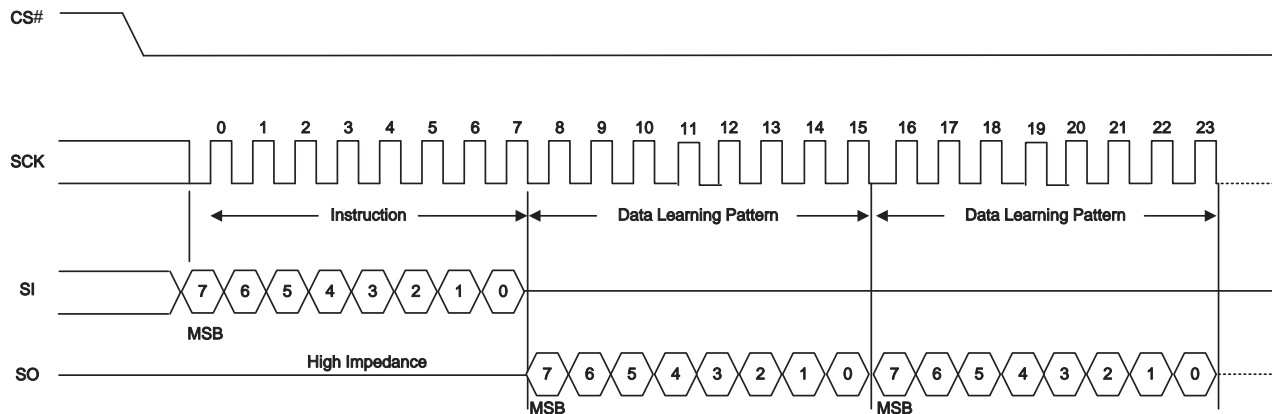 CS#
0 1 2 3 4 5 6 7 8 9 10 11 12 13 14 15 16 17 18 19 20 21 22 23
SCK
Instruction Data Learning Pattern Data Learning Pattern
SI 7 6 5 4 3 2 1 0
MSB
High Impedance
SO 7 6 5 4 3 2 1 0 7 6 5 4 3 2 1 0
MSB MSB